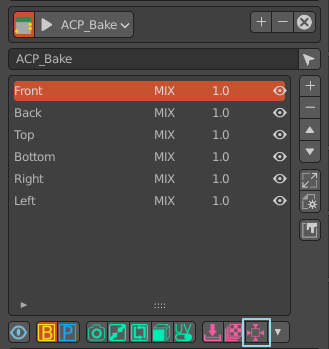 ACP_Bake
ACP_Bake
Front MIX 1.0
Back MIX 1.0
Top MIX 1.0
Bottom MIX 1.0
Right MIX 1.0
Left MIX 1.0
B P UV